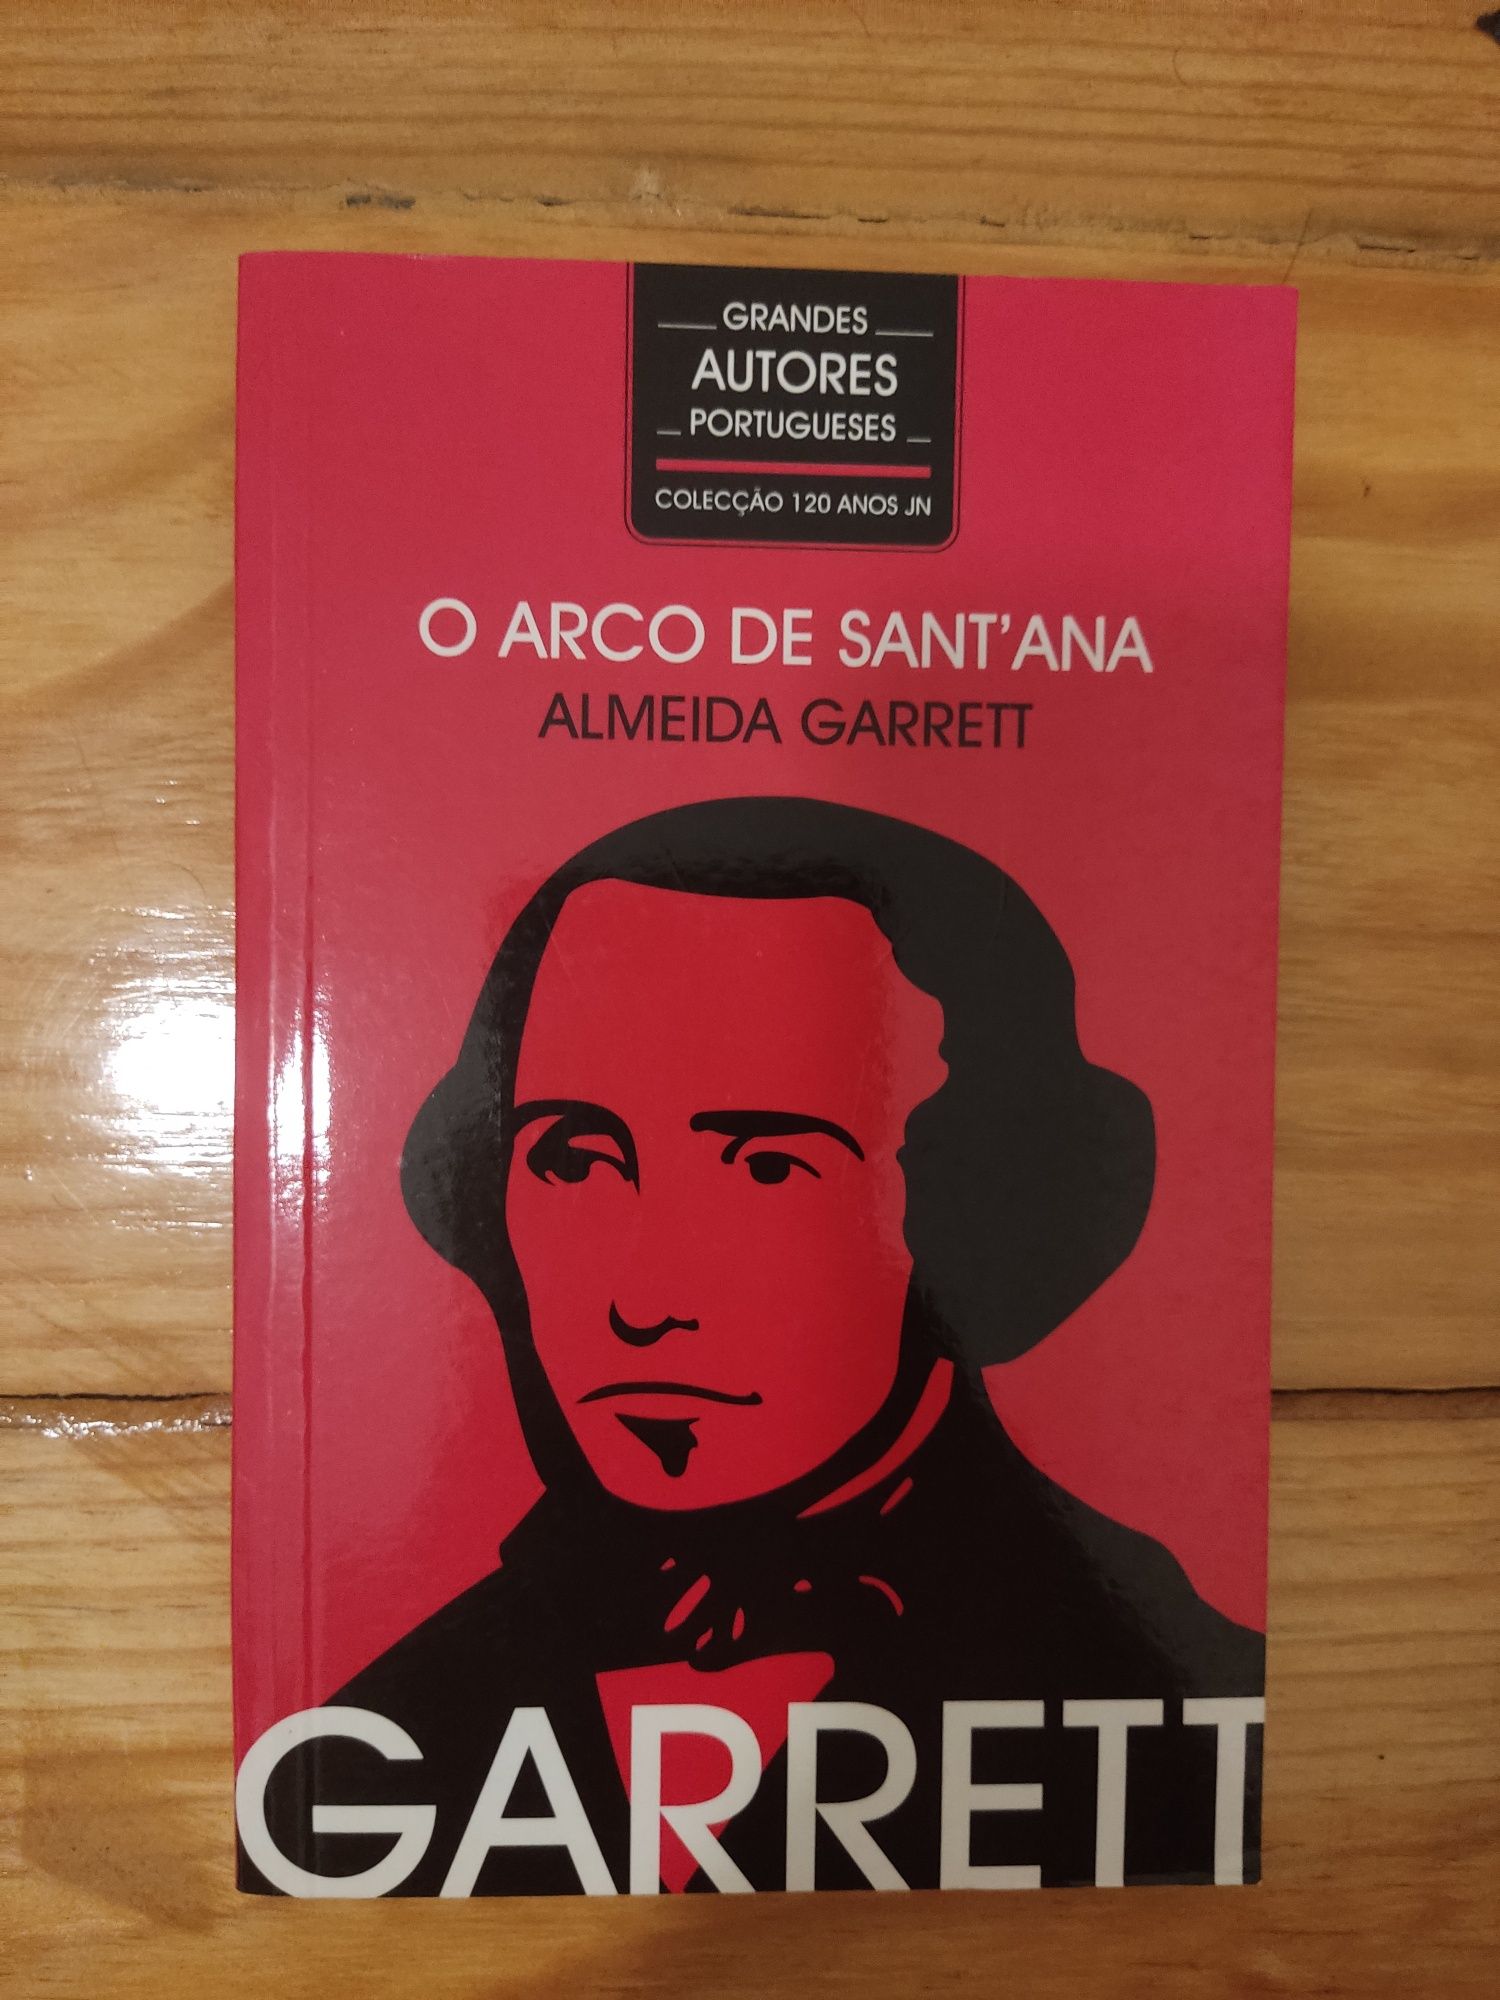 GRANDES
AUTORES
PORTUGUESES
COLECÇÃO 120 ANOS JN
O ARCO DE SANT'ANA
ALMEIDA GARRETT
GARRETT